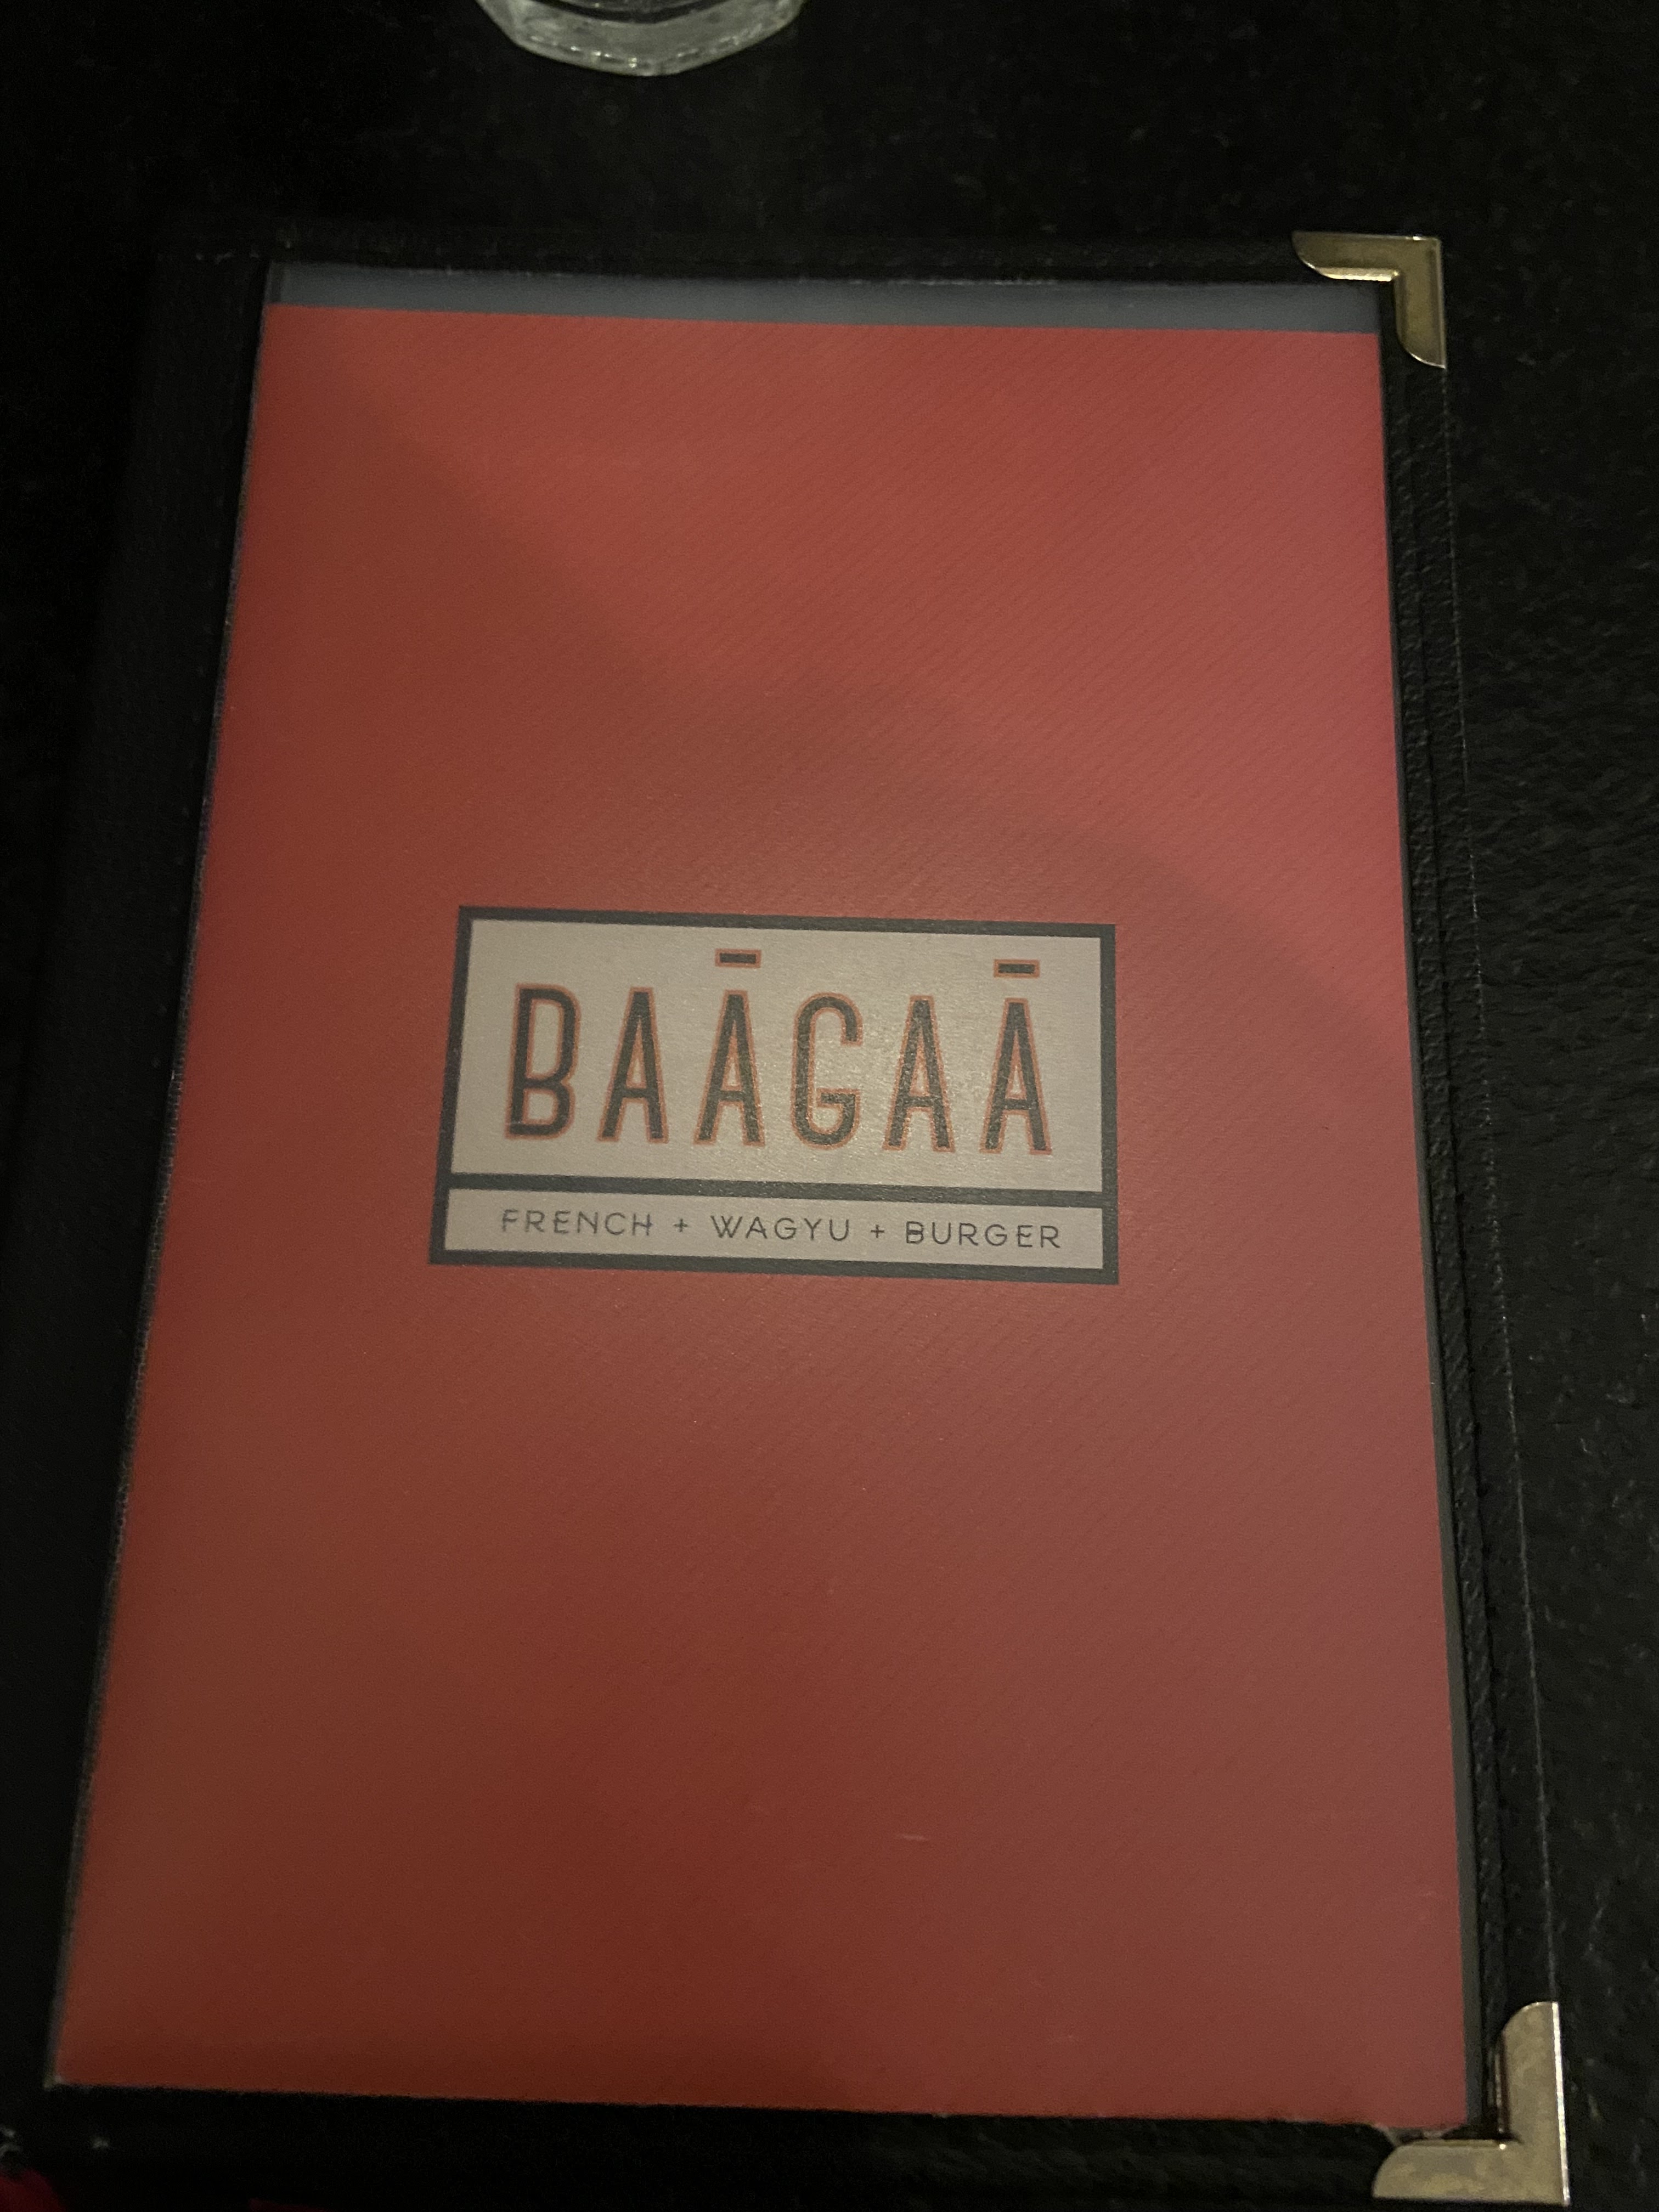 BAĀGAĀ
FRENCH + WAGYU + BURGER